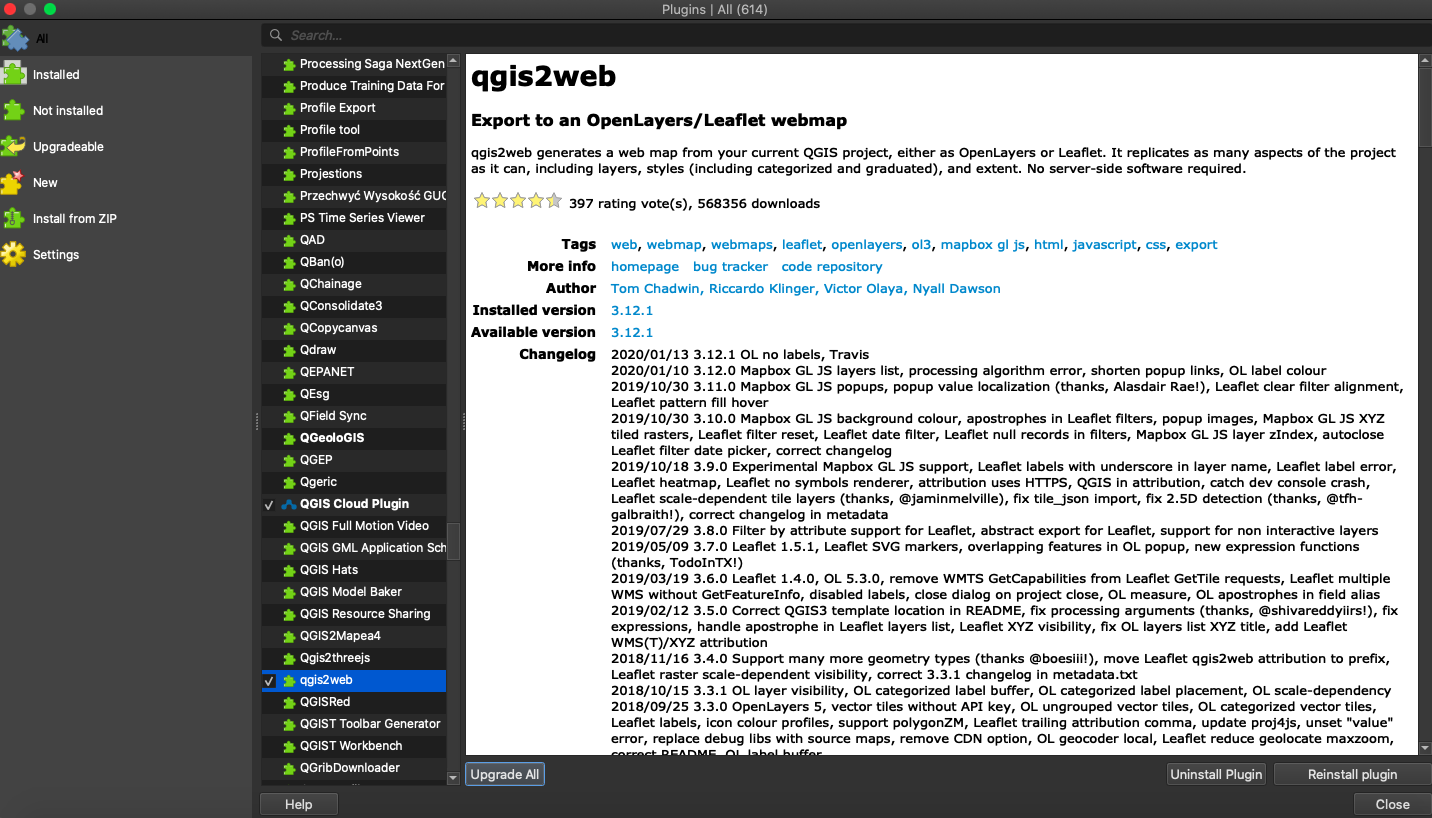 Plugins | All (614)
All
Installed
Not installed
Upgradeable
New
Install from ZIP
Settings
Search...
Processing Saga NextGen
Produce Training Data For
Profile Export
Profile tool
ProfileFromPoints
Projestions
Przechwyć Wysokość GUG
PS Time Series Viewer
QAD
QBan(o)
QChainage
QConsolidate3
QCopycanvas
Qdraw
QEPANET
QEsg
QField Sync
QGeoloGIS
QGEP
Qgeric
QGIS Cloud Plugin
QGIS Full Motion Video
QGIS GML Application Sch
QGIS Hats
QGIS Model Baker
QGIS Resource Sharing
QGIS2Mapea4
Qgis2threejs
qgis2web
QGISRed
QGIST Toolbar Generator
QGIST Workbench
QGribDownloader
qgis2web
Export to an OpenLayers/Leaflet webmap
qgis2web generates a web map from your current QGIS project, either as OpenLayers or Leaflet. It replicates as many aspects of the project
as it can, including layers, styles (including categorized and graduated), and extent. No server-side software required.
397 rating vote(s), 568356 downloads
Tags web, webmap, webmaps, leaflet, openlayers, ol3, mapbox gl js, html, javascript, css, export
More info homepage bug tracker code repository
Author Tom Chadwin, Riccardo Klinger, Victor Olaya, Nyall Dawson
Installed version 3.12.1
Available version 3.12.1
Changelog 2020/01/13 3.12.1 OL no labels, Travis
2020/01/10 3.12.0 Mapbox GL JS layers list, processing algorithm error, shorten popup links, OL label colour
2019/10/30 3.11.0 Mapbox GL JS popups, popup value localization (thanks, Alasdair Rae!), Leaflet clear filter alignment,
Leaflet pattern fill hover
2019/10/30 3.10.0 Mapbox GL JS background colour, apostrophes in Leaflet filters, popup images, Mapbox GL JS XYZ
tiled rasters, Leaflet filter reset, Leaflet date filter, Leaflet null records in filters, Mapbox GL JS layer zIndex, autoclose
Leaflet filter date picker, correct changelog
2019/10/18 3.9.0 Experimental Mapbox GL JS support, Leaflet labels with underscore in layer name, Leaflet label error,
Leaflet heatmap, Leaflet no symbols renderer, attribution uses HTTPS, QGIS in attribution, catch dev console crash,
Leaflet scale-dependent tile layers (thanks, @jaminmelville), fix tile_json import, fix 2.5D detection (thanks, @tfh-
galbraith!), correct changelog in metadata
2019/07/29 3.8.0 Filter by attribute support for Leaflet, abstract export for Leaflet, support for non interactive layers
2019/05/09 3.7.0 Leaflet 1.5.1, Leaflet SVG markers, overlapping features in OL popup, new expression functions
(thanks, TodoInTX!)
2019/03/19 3.6.0 Leaflet 1.4.0, OL 5.3.0, remove WMTS GetCapabilities from Leaflet GetTile requests, Leaflet multiple
WMS without GetFeatureInfo, disabled labels, close dialog on project close, OL measure, OL apostrophes in field alias
2019/02/12 3.5.0 Correct QGIS3 template location in README, fix processing arguments (thanks, @shivareddyiirs!), fix
expressions, handle apostrophe in Leaflet layers list, Leaflet XYZ visibility, fix OL layers list XYZ title, add Leaflet
WMS(T)/XYZ attribution
2018/11/16 3.4.0 Support many more geometry types (thanks @boesiii!), move Leaflet qgis2web attribution to prefix,
Leaflet raster scale-dependent visibility, correct 3.3.1 changelog in metadata.txt
2018/10/15 3.3.1 OL layer visibility, OL categorized label buffer, OL categorized label placement, OL scale-dependency
2018/09/25 3.3.0 OpenLayers 5, vector tiles without API key, OL ungrouped vector tiles, OL categorized vector tiles,
Leaflet labels, icon colour profiles, support polygonZM, Leaflet trailing attribution comma, update proj4js, unset "value"
error, replace debug libs with source maps, remove CDN option, OL geocoder local, Leaflet reduce geolocate maxzoom,
correct README, OL label buffer
Upgrade All
Uninstall Plugin
Reinstall plugin
Help
Close